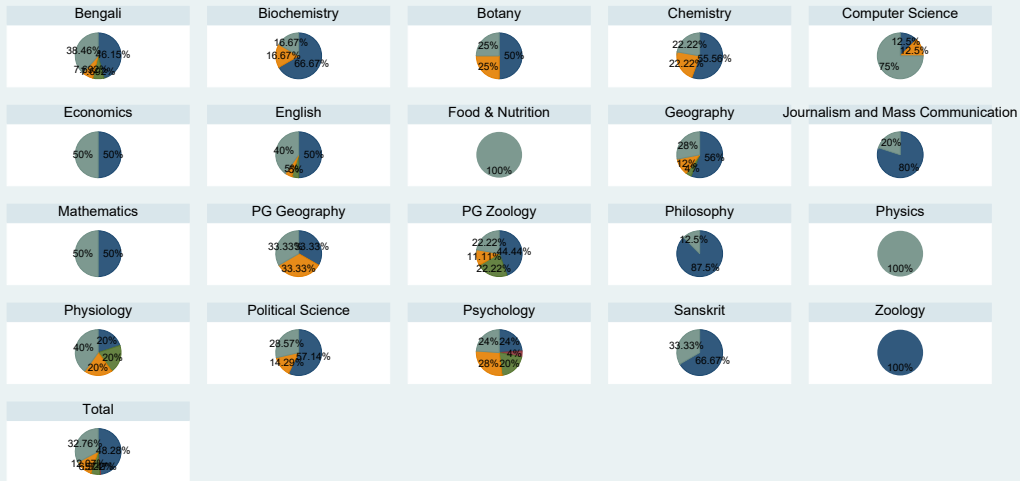 Bengali
Biochemistry
Botany
Chemistry
Computer Science
38.46% 46.15%
16.67%
16.67%
66.67%
25% 50%
25%
22.22%
55.56%
22.22%
12.5%
12.5%
75%
Economics
English
Food & Nutrition
Geography
Journalism and Mass Communication
50% 50%
40% 50%
5%
100%
28% 56%
12%
4%
20%
80%
Mathematics
PG Geography
PG Zoology
Philosophy
Physics
50% 50%
33.33% 33.33%
33.33%
22.22%
44.44%
11.11%
22.22%
12.5%
87.5%
100%
Physiology
Political Science
Psychology
Sanskrit
Zoology
20%
40%
20%
20%
28.57%
57.14%
14.29%
24% 24%
4%
28% 20%
33.33%
66.67%
100%
Total
32.76%
48.28%